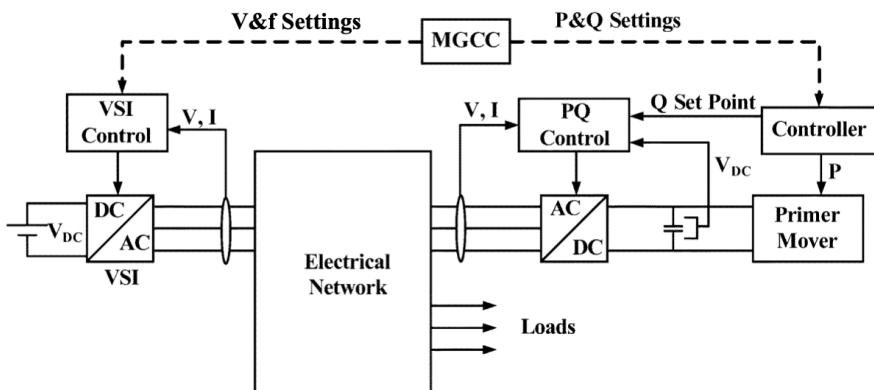 V&f Settings
MGCC
P&Q Settings
VSI
Control
V, I
V, I
PQ
Control
Q Set Point
Controller
V_DC
P
DC
AC
V_DC
VSI
Electrical
Network
AC
DC
Primer
Mover
Loads